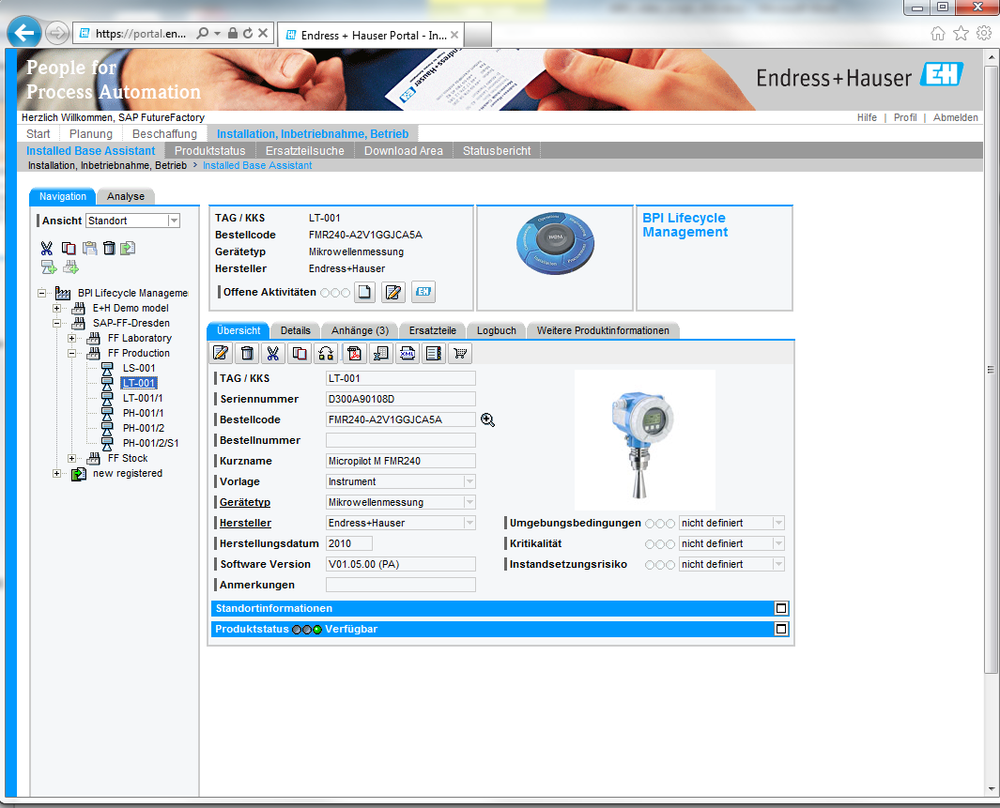 https://portal.en...
Endress + Hauser Portal - In...
People for
Process Automation
Endress+Hauser
EH
Herzlich Willkommen, SAP FutureFactory
Hilfe | Profil | Abmelden
Start Planung Beschaffung Installation, Inbetriebnahme, Betrieb
Installed Base Assistant Produktstatus Ersatzteilsuche Download Area Statusbericht
Installation, Inbetriebnahme, Betrieb > Installed Base Assistant
Navigation Analyse
Ansicht Standort
BPI Lifecycle Manageme
E+H Demo model
SAP-FF-Dresden
FF Laboratory
FF Production
LS-001
LT-001
LT-001/1
PH-001/1
PH-001/2
PH-001/2/S1
FF Stock
new registered
TAG / KKS LT-001
Bestellcode FMR240-A2V1GGJCA5A
Gerätetyp Mikrowellenmessung
Hersteller Endress+Hauser
Offene Aktivitäten
BPI Lifecycle
Management
Übersicht Details Anhänge (3) Ersatzteile Logbuch Weitere Produktinformationen
TAG / KKS LT-001
Seriennummer D300A90108D
Bestellcode FMR240-A2V1GGJCA5A
Bestellnummer
Kurzname Micropilot M FMR240
Vorlage Instrument
Gerätetyp Mikrowellenmessung
Hersteller Endress+Hauser
Herstellungsdatum 2010
Software Version V01.05.00 (PA)
Anmerkungen
Umgebungsbedingungen nicht definiert
Kritikalität nicht definiert
Instandsetzungsrisiko nicht definiert
Standortinformationen
Produktstatus Verfügbar